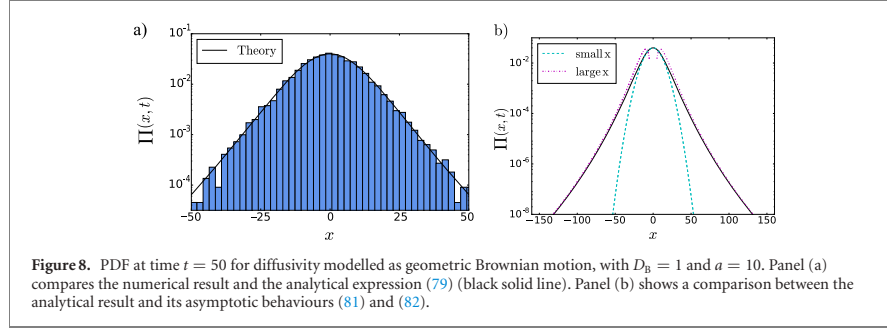 a)
10⁻¹
10⁻²
10⁻³
10⁻⁴
Π(x, t)
Theory
−50 −25 0 25 50
x
b)
10⁻²
10⁻⁴
10⁻⁶
10⁻⁸
Π(x, t)
small x
large x
−150 −100 −50 0 50 100 150
x
Figure 8. PDF at time t = 50 for diffusivity modelled as geometric Brownian motion, with D_B = 1 and a = 10. Panel (a)
compares the numerical result and the analytical expression (79) (black solid line). Panel (b) shows a comparison between the
analytical result and its asymptotic behaviours (81) and (82).